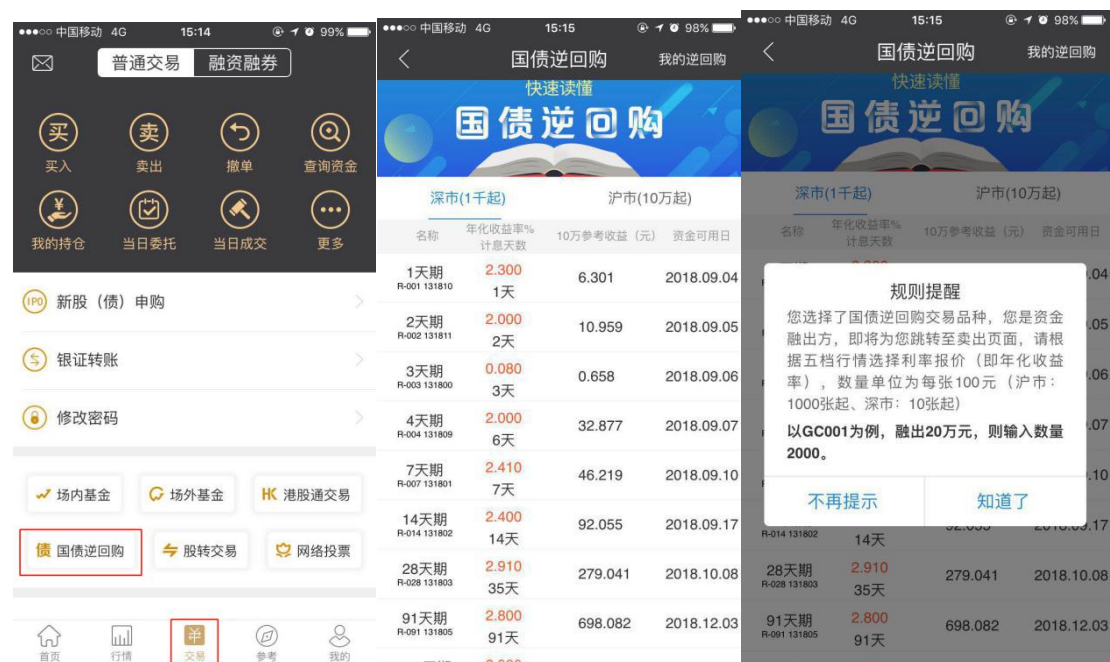 中国移动 4G 15:14 99%
普通交易 融资融券
买 卖
买入 卖出 撤单 查询资金
我的持仓 当日委托 当日成交 更多
IPO 新股（债）申购
银证转账
修改密码
场内基金 场外基金 HK 港股通交易
债 国债逆回购 股转交易 网络投票
首页 行情 交易 参考 我的
中国移动 4G 15:15 98%
国债逆回购 我的逆回购
快速读懂
国债逆回购
深市(1千起) 沪市(10万起)
名称 年化收益率% 10万参考收益（元） 资金可用日
计息天数
1天期 2.300 6.301 2018.09.04
R-001 131810 1天
2天期 2.000 10.959 2018.09.05
R-002 131811 2天
3天期 0.080 0.658 2018.09.06
R-003 131800 3天
4天期 2.000 32.877 2018.09.07
R-004 131809 6天
7天期 2.410 46.219 2018.09.10
R-007 131801 7天
14天期 2.400 92.055 2018.09.17
R-014 131802 14天
28天期 2.910 279.041 2018.10.08
R-028 131803 35天
91天期 2.800 698.082 2018.12.03
R-091 131805 91天
中国移动 4G 15:15 98%
国债逆回购 我的逆回购
快速读懂
国债逆回购
深市(1千起) 沪市(10万起)
名称 年化收益率% 10万参考收益（元） 资金可用日
计息天数
.04
规则提醒
您选择了国债逆回购交易品种，您是资金
融出方，即将为您跳转至卖出页面，请根
据五档行情选择利率报价（即年化收益
率），数量单位为每张100元（沪市：
1000张起、深市：10张起）
以GC001为例，融出20万元，则输入数量
2000。
不再提示 知道了
.05
.06
.07
.10
R-014 131802 14天
28天期 2.910 279.041 2018.10.08
R-028 131803 35天
91天期 2.800 698.082 2018.12.03
R-091 131805 91天